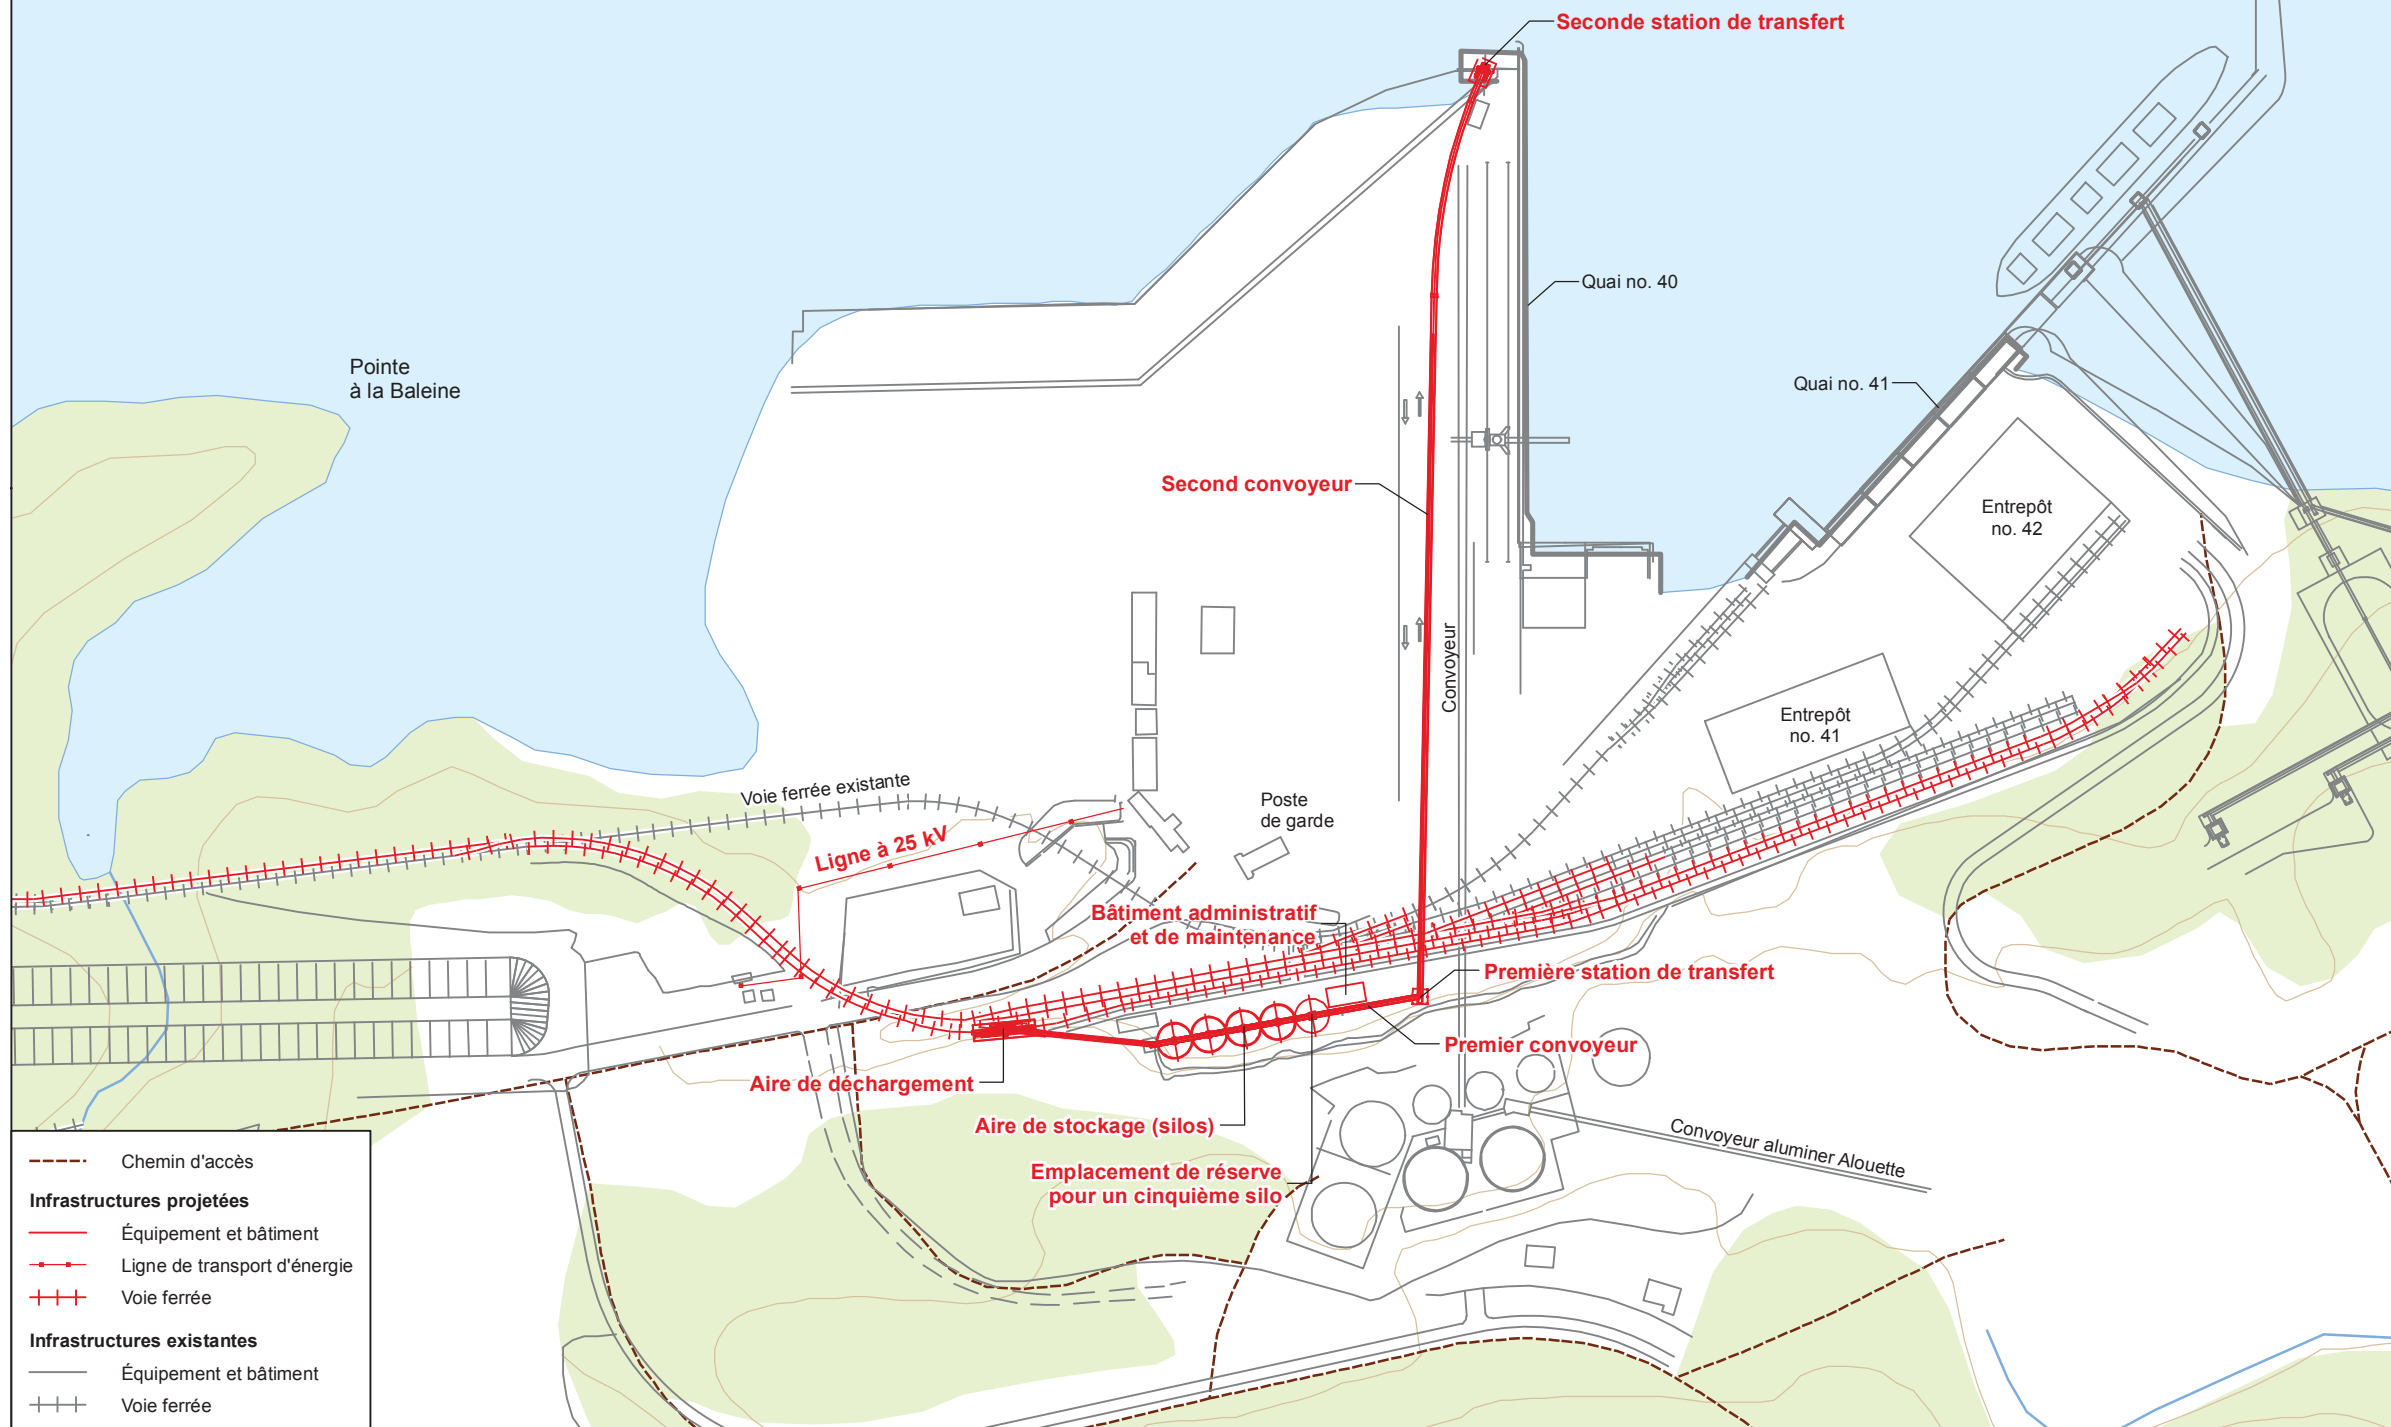 Seconde station de transfert
Quai no. 40
Pointe
à la Baleine
Quai no. 41
Second convoyeur
Entrepôt
no. 42
Convoyeur
Entrepôt
no. 41
Voie ferrée existante
Ligne à 25 kV
Poste
de garde
Bâtiment administratif
et de maintenance
Première station de transfert
Premier convoyeur
Aire de déchargement
Aire de stockage (silos)
Convoyeur aluminer Alouette
Emplacement de réserve
pour un cinquième silo
Chemin d'accès
Infrastructures projetées
Équipement et bâtiment
Ligne de transport d'énergie
Voie ferrée
Infrastructures existantes
Équipement et bâtiment
Voie ferrée